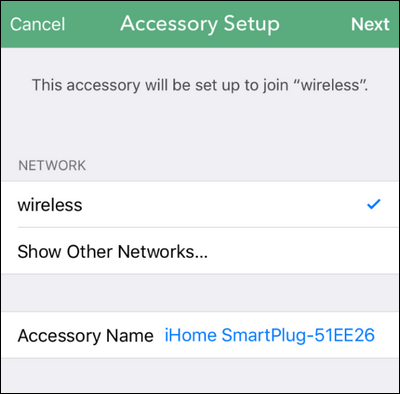 Cancel Accessory Setup Next
This accessory will be set up to join “wireless”.
NETWORK
wireless
Show Other Networks...
Accessory Name iHome SmartPlug-51EE26